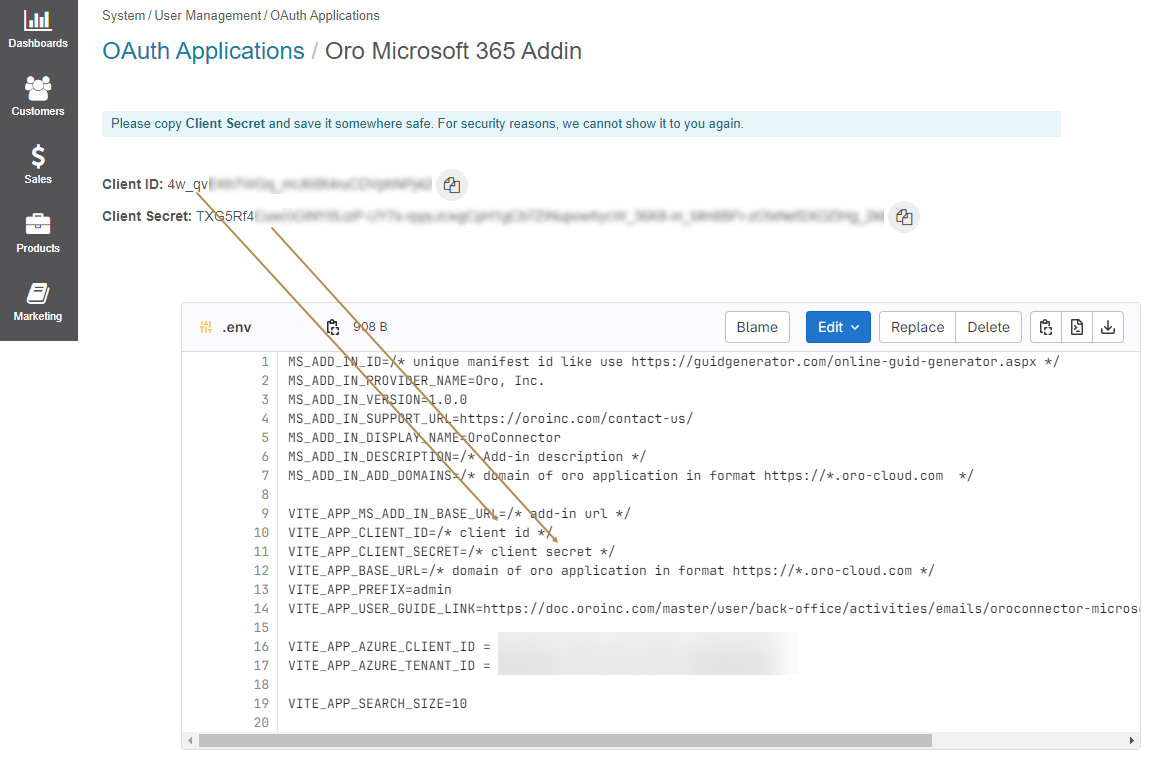 System / User Management / OAuth Applications
OAuth Applications / Oro Microsoft 365 Addin
Dashboards
Customers
Sales
Products
Marketing
Please copy Client Secret and save it somewhere safe. For security reasons, we cannot show it to you again.
Client ID: 4w_qv
Client Secret: TXG5Rf4
.env 908 B Blame Edit Replace Delete
1 MS_ADD_IN_ID=/* unique manifest id like use https://guidgenerator.com/online-guid-generator.aspx */
2 MS_ADD_IN_PROVIDER_NAME=Oro, Inc.
3 MS_ADD_IN_VERSION=1.0.0
4 MS_ADD_IN_SUPPORT_URL=https://oroinc.com/contact-us/
5 MS_ADD_IN_DISPLAY_NAME=OroConnector
6 MS_ADD_IN_DESCRIPTION=/* Add-in description */
7 MS_ADD_IN_ADD_DOMAINS=/* domain of oro application in format https://*.oro-cloud.com  */
8
9 VITE_APP_MS_ADD_IN_BASE_URL=/* add-in url */
10 VITE_APP_CLIENT_ID=/* client id */
11 VITE_APP_CLIENT_SECRET=/* client secret */
12 VITE_APP_BASE_URL=/* domain of oro application in format https://*.oro-cloud.com */
13 VITE_APP_PREFIX=admin
14 VITE_APP_USER_GUIDE_LINK=https://doc.oroinc.com/master/user/back-office/activities/emails/oroconnector-micros
15
16 VITE_APP_AZURE_CLIENT_ID =
17 VITE_APP_AZURE_TENANT_ID =
18
19 VITE_APP_SEARCH_SIZE=10
20